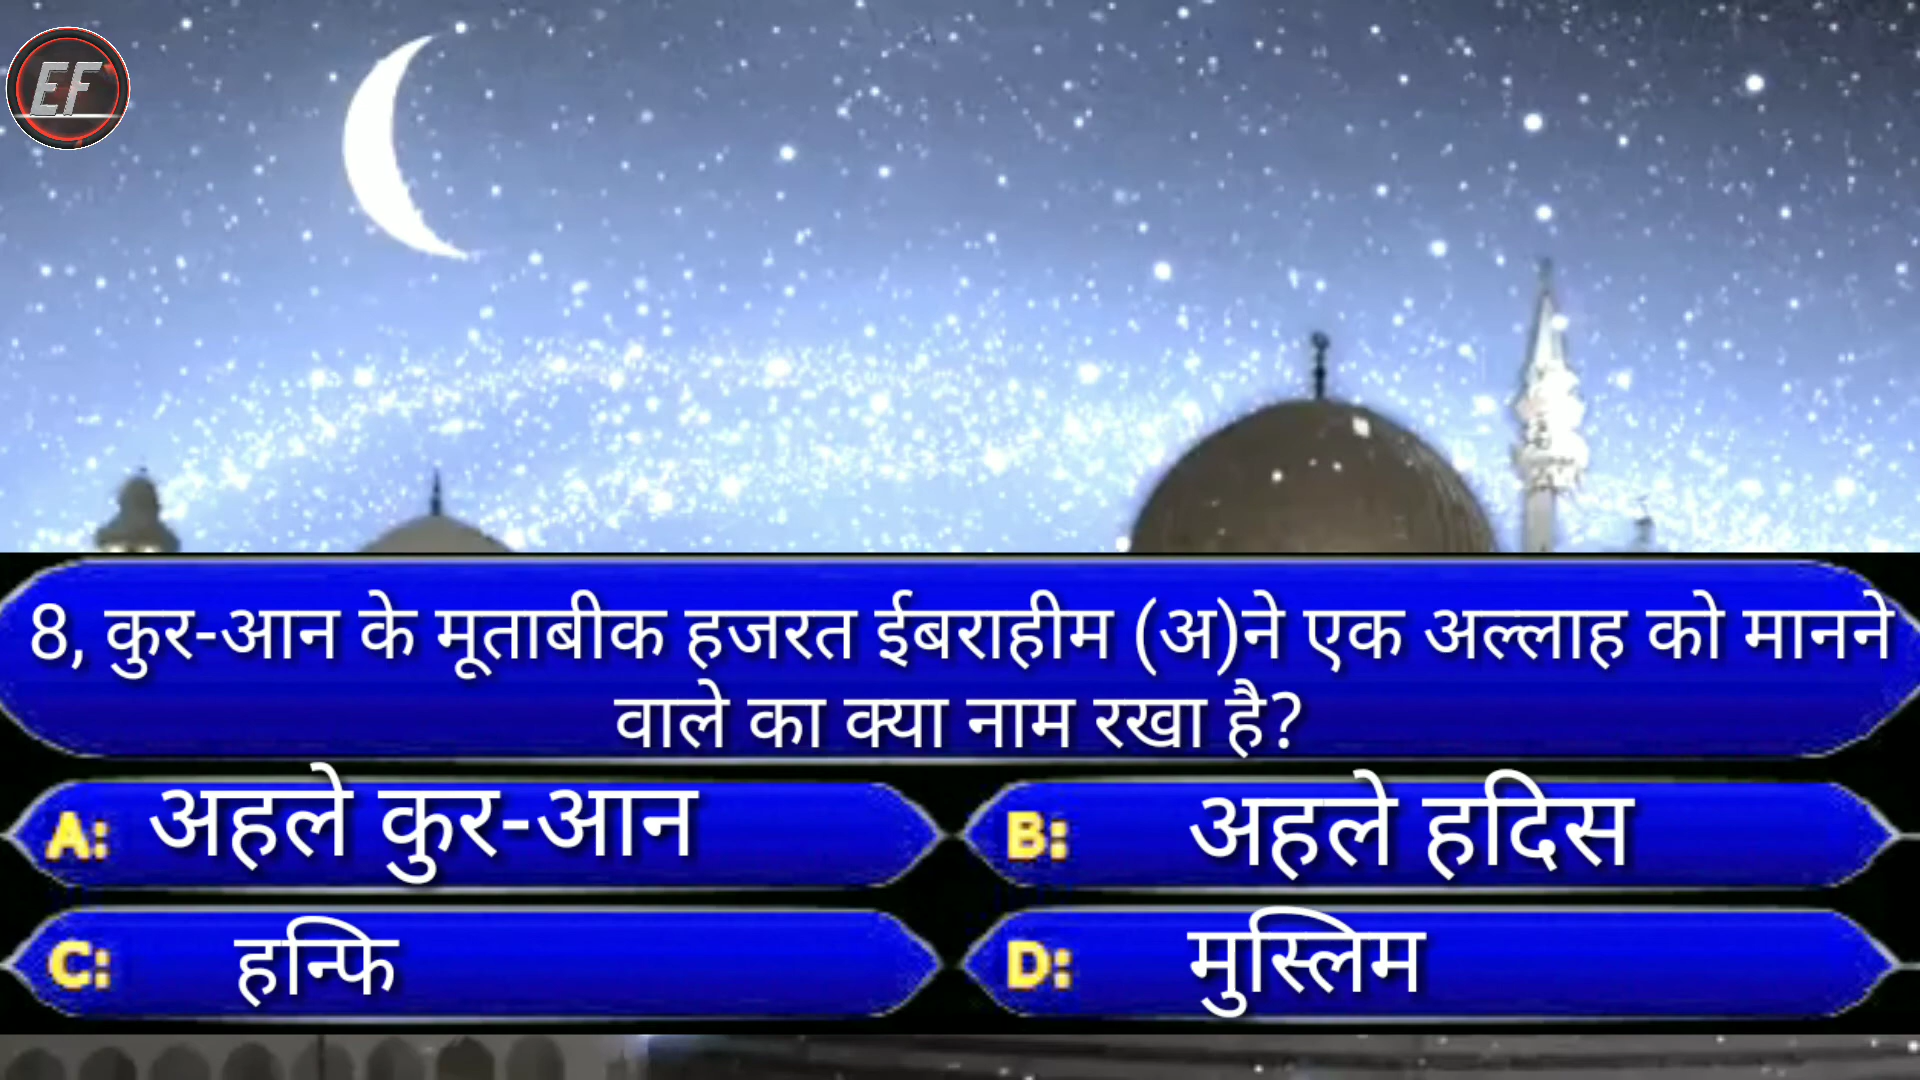 EF
8, कुर-आन के मूताबीक हजरत ईबराहीम (अ)ने एक अल्लाह को मानने
वाले का क्या नाम रखा है?
A: अहले कुर-आन
B: अहले हदिस
C: हन्फि
D: मुस्लिम